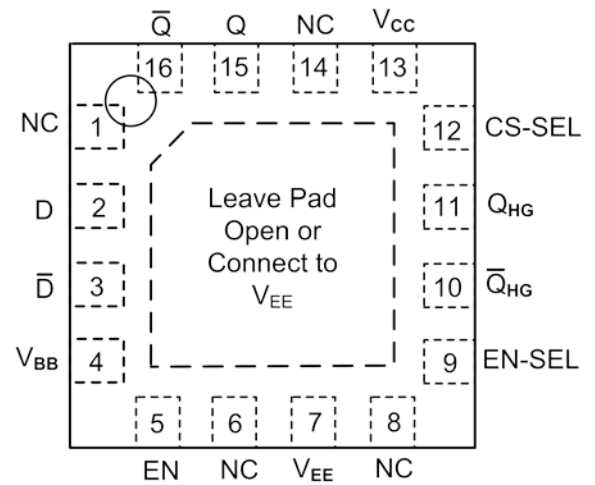 Q̅ Q NC VCC
16 15 14 13
NC 1
12 CS-SEL
D 2
11 QHG
D̅ 3
10 Q̅HG
VBB 4
9 EN-SEL
Leave Pad
Open or
Connect to
VEE
5 6 7 8
EN NC VEE NC